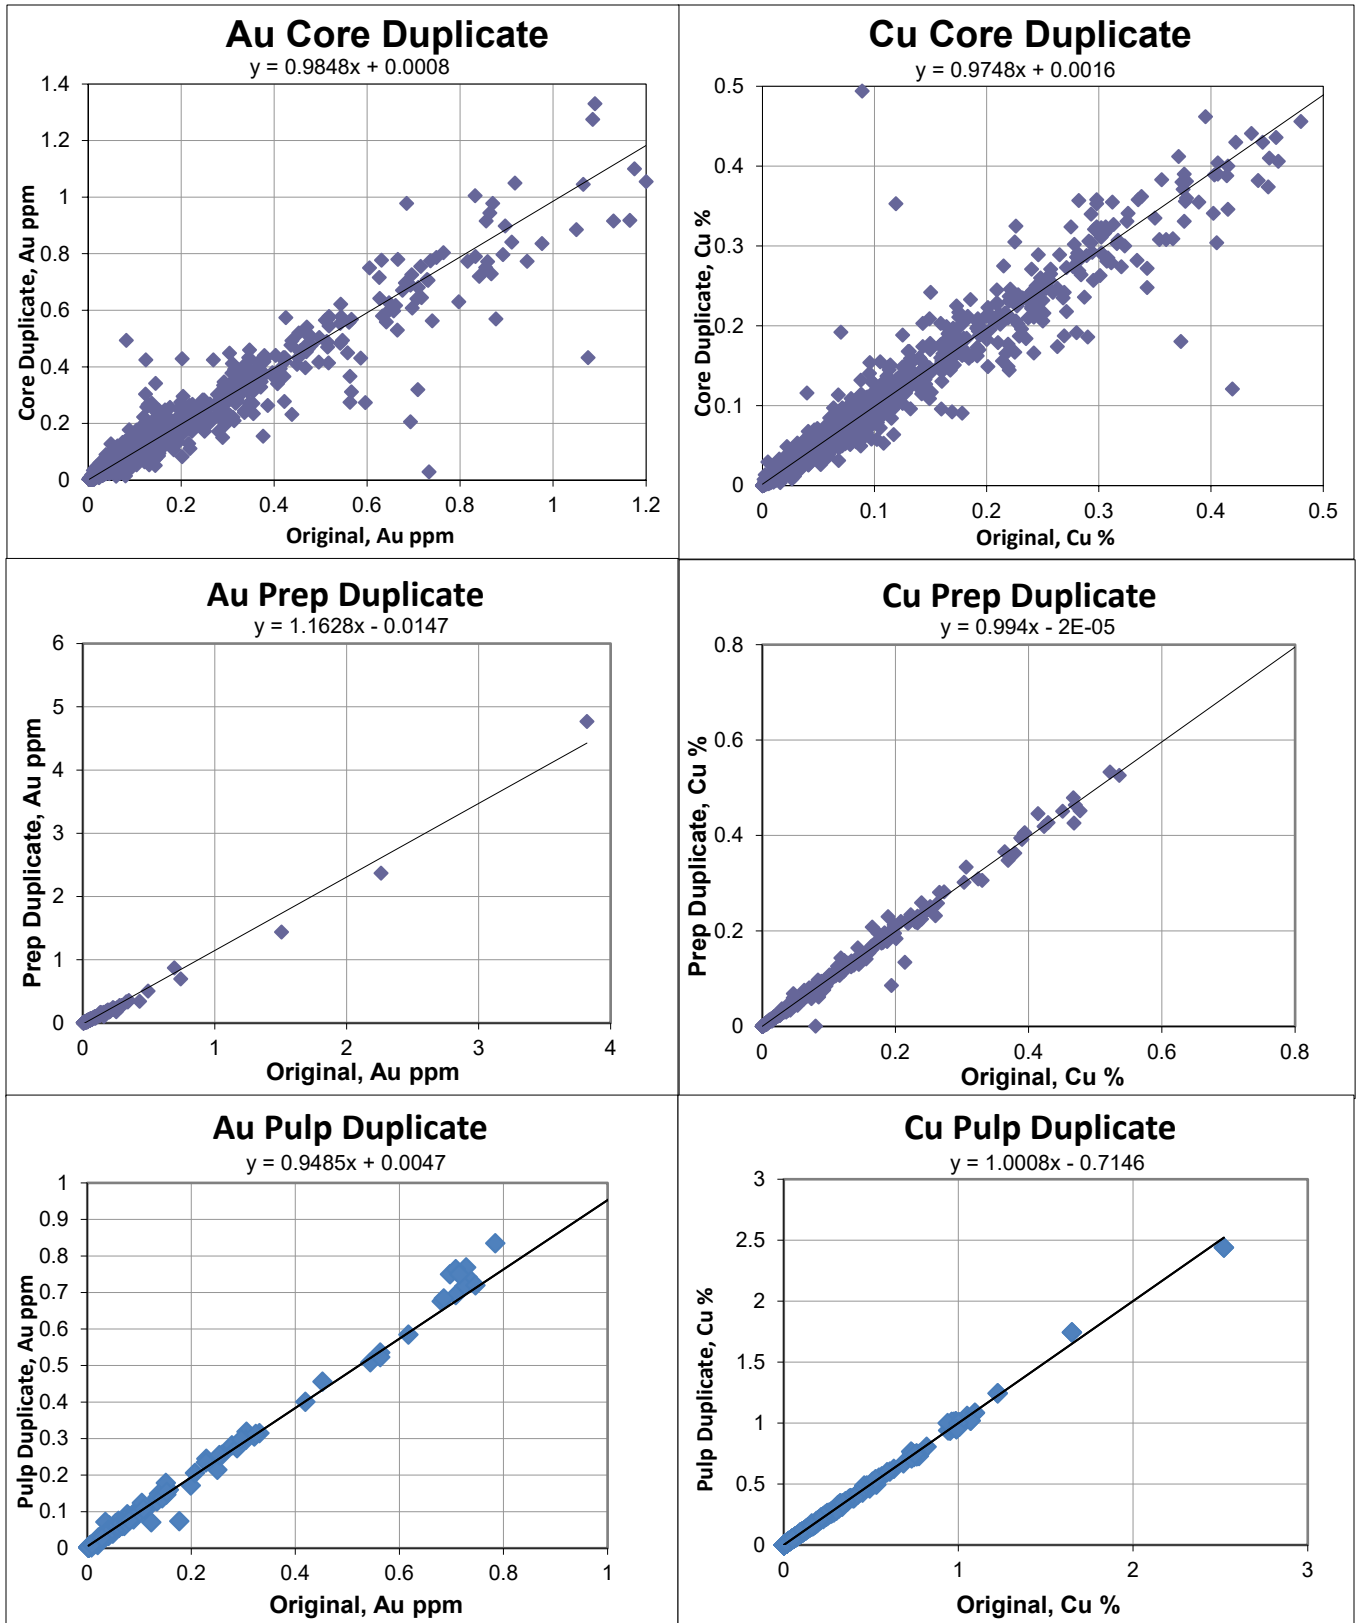 Au Core Duplicate
y = 0.9848x + 0.0008
1.4
1.2
1
0.8
0.6
0.4
0.2
0
0 0.2 0.4 0.6 0.8 1 1.2
Core Duplicate, Au ppm
Original, Au ppm
Cu Core Duplicate
y = 0.9748x + 0.0016
0.5
0.4
0.3
0.2
0.1
0
0 0.1 0.2 0.3 0.4 0.5
Core Duplicate, Cu %
Original, Cu %
Au Prep Duplicate
y = 1.1628x - 0.0147
6
5
4
3
2
1
0
0 1 2 3 4
Prep Duplicate, Au ppm
Original, Au ppm
Cu Prep Duplicate
y = 0.994x - 2E-05
0.8
0.6
0.4
0.2
0
0 0.2 0.4 0.6 0.8
Prep Duplicate, Cu %
Original, Cu %
Au Pulp Duplicate
y = 0.9485x + 0.0047
1
0.9
0.8
0.7
0.6
0.5
0.4
0.3
0.2
0.1
0
0 0.2 0.4 0.6 0.8 1
Pulp Duplicate, Au ppm
Original, Au ppm
Cu Pulp Duplicate
y = 1.0008x - 0.7146
3
2.5
2
1.5
1
0.5
0
0 1 2 3
Pulp Duplicate, Cu %
Original, Cu %